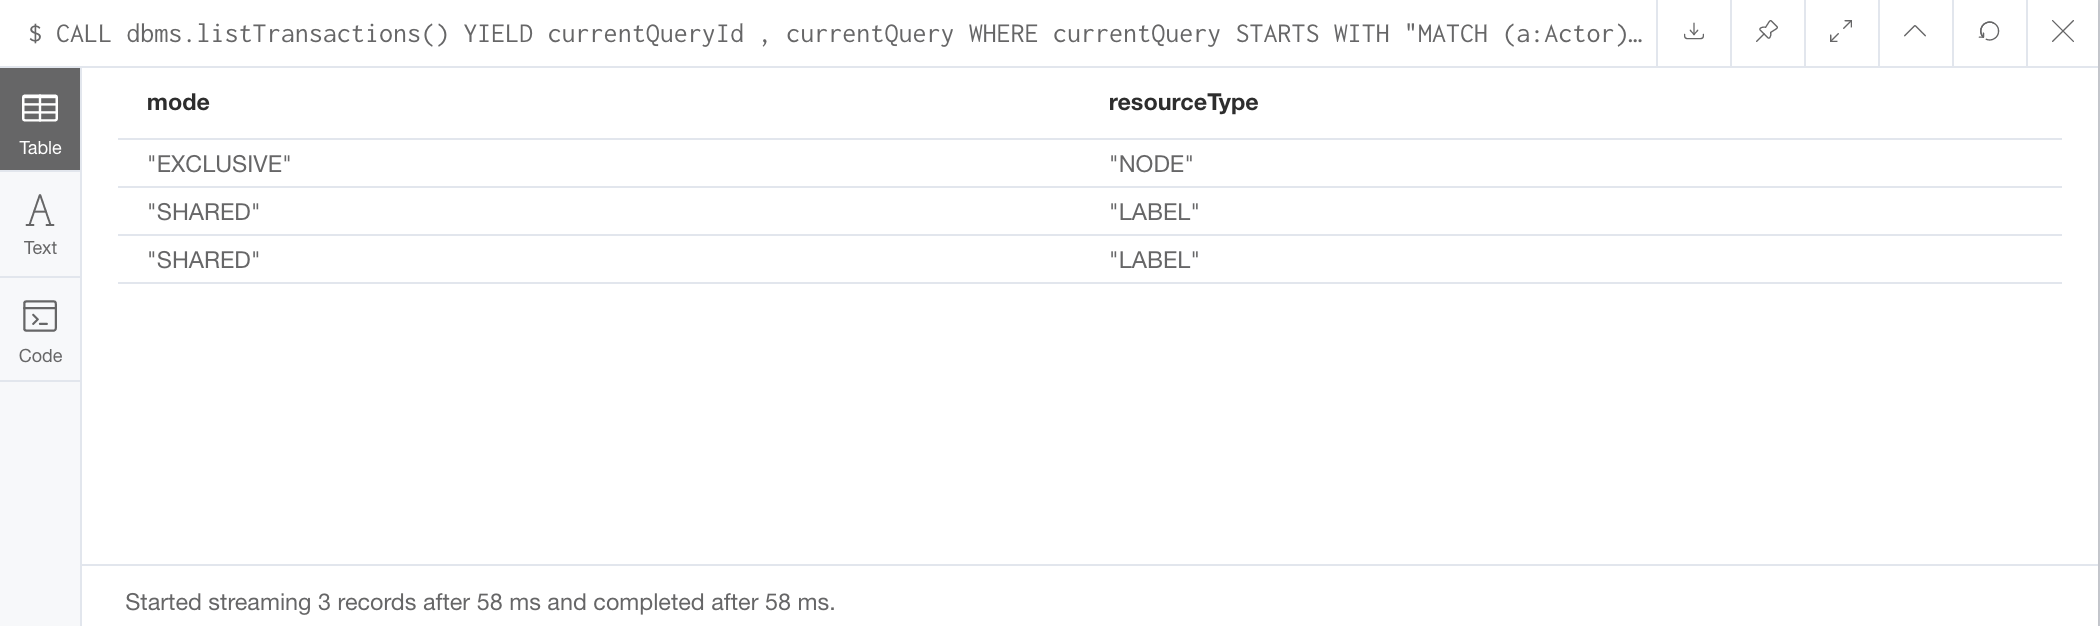 $ CALL dbms.listTransactions() YIELD currentQueryId , currentQuery WHERE currentQuery STARTS WITH "MATCH (a:Actor)…
Table
Text
Code
mode resourceType
"EXCLUSIVE" "NODE"
"SHARED" "LABEL"
"SHARED" "LABEL"
Started streaming 3 records after 58 ms and completed after 58 ms.